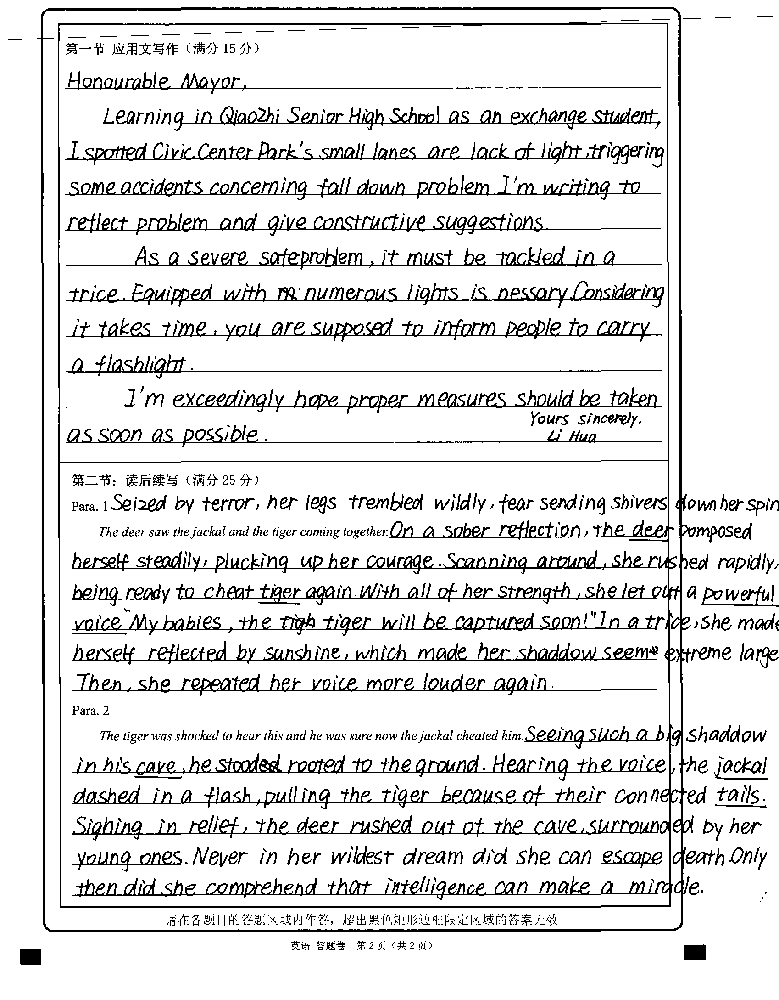 第一节 应用文写作（满分 15 分）
Honourable Mayor,
Learning in Qiaozhi Senior High School as an exchange student,
I spotted Civic Center Park's small lanes are lack of light, triggering
some accidents concerning fall down problem. I'm writing to
reflect problem and give constructive suggestions.
As a severe safe problem, it must be tackled in a
trice. Equipped with numerous lights is nessary. Considering
it takes time, you are supposed to inform people to carry
a flashlight.
I'm exceedingly hope proper measures should be taken
Yours sincerely,
as soon as possible.
Li Hua
第二节：读后续写（满分 25 分）
Para. 1 Seized by terror, her legs trembled wildly, fear sending shivers down her spin
The deer saw the jackal and the tiger coming together. On a sober reflection, the deer composed
herself steadily, plucking up her courage. Scanning around, she rushed rapidly,
being ready to cheat tiger again. With all of her strength, she let out a powerful
voice "My babies, the tiger will be captured soon!" In a trice, she made
herself reflected by sunshine, which made her shaddow seem extreme large
Then, she repeated her voice more louder again.
Para. 2
The tiger was shocked to hear this and he was sure now the jackal cheated him. Seeing such a big shaddow
in his cave, he stood rooted to the ground. Hearing the voice, the jackal
dashed in a flash, pulling the tiger because of their connected tails.
Sighing in relief, the deer rushed out of the cave, surrounded by her
young ones. Never in her wildest dream did she can escape death. Only
then did she comprehend that intelligence can make a miracle.
请在各题目的答题区域内作答，超出黑色矩形边框限定区域的答案无效
英语 答题卷 第 2 页（共 2 页）